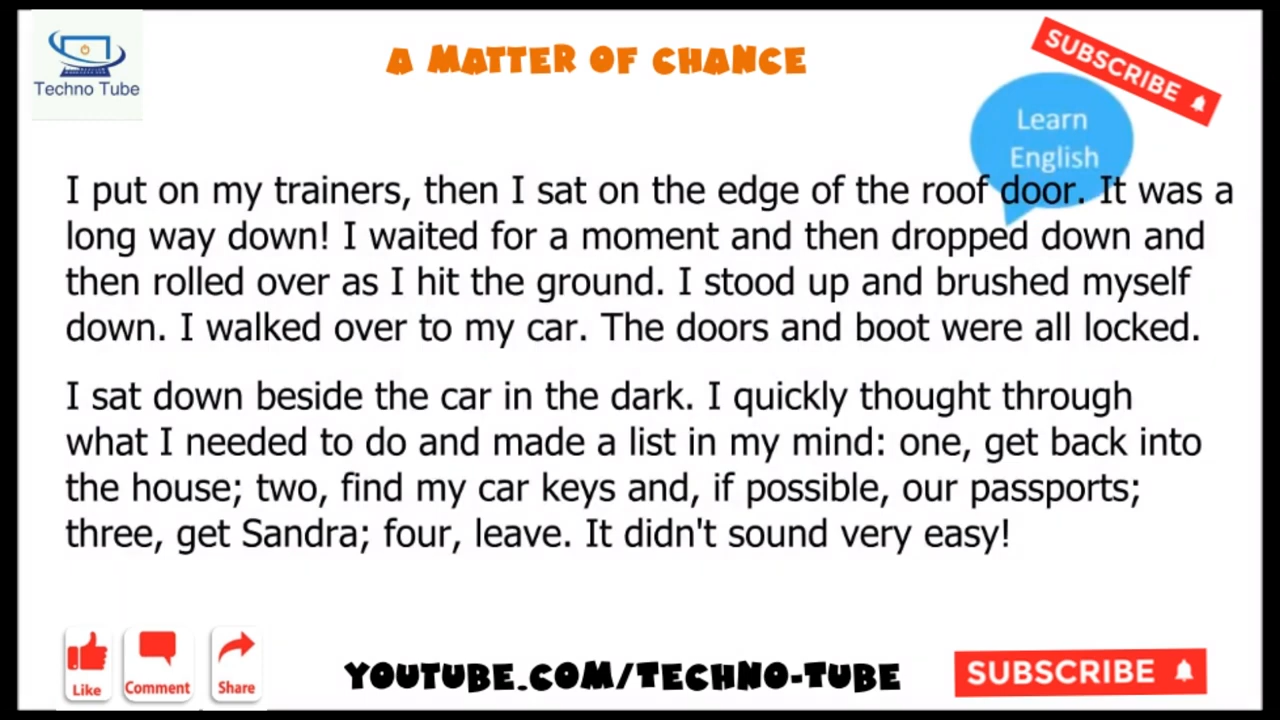 A MATTER OF CHANCE
SUBSCRIBE
Techno Tube
Learn
English
I put on my trainers, then I sat on the edge of the roof door. It was a
long way down! I waited for a moment and then dropped down and
then rolled over as I hit the ground. I stood up and brushed myself
down. I walked over to my car. The doors and boot were all locked.
I sat down beside the car in the dark. I quickly thought through
what I needed to do and made a list in my mind: one, get back into
the house; two, find my car keys and, if possible, our passports;
three, get Sandra; four, leave. It didn't sound very easy!
Like
Comment
Share
YOUTUBE.COM/TECHNO-TUBE
SUBSCRIBE